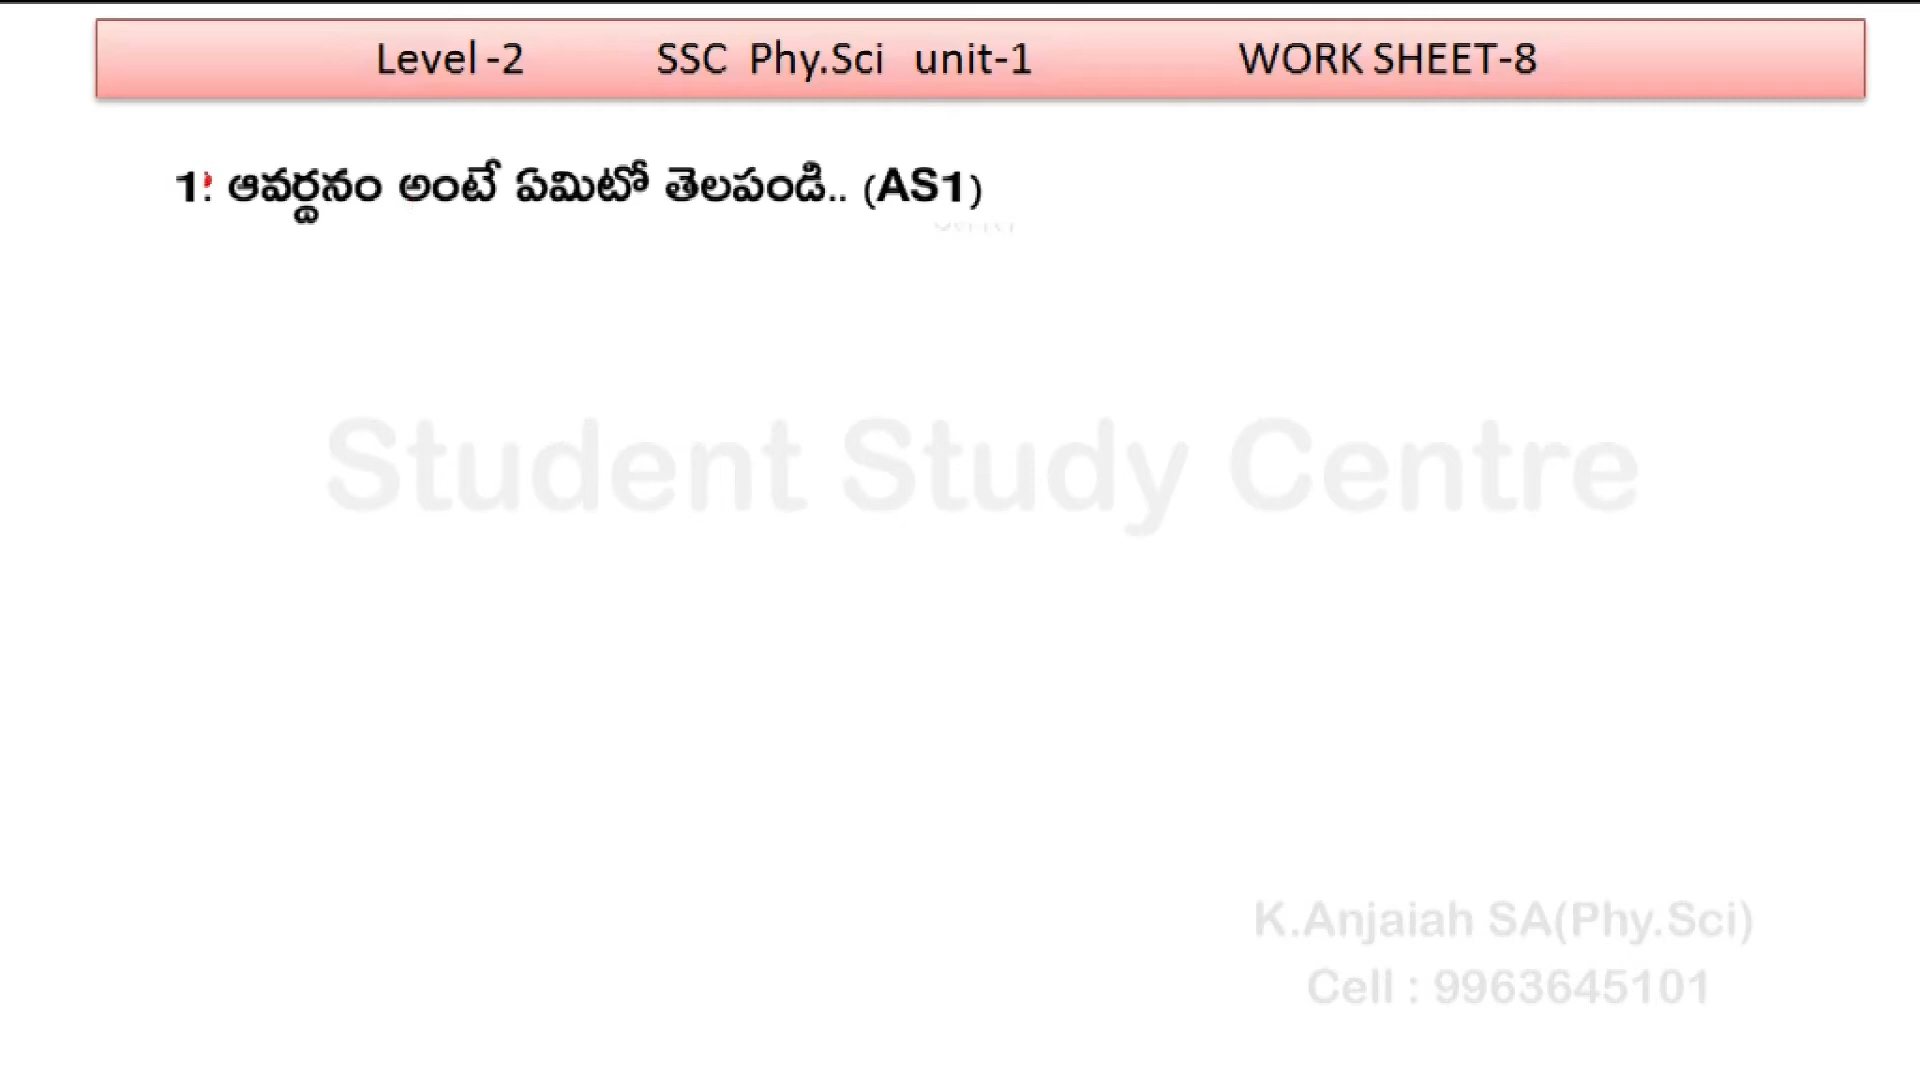 Level -2 SSC Phy.Sci unit-1 WORK SHEET-8
1. ఆవర్దనం అంటే ఏమిటో తెలపండి.. (AS1)
Student Study Centre
K.Anjaiah SA(Phy.Sci)
Cell : 9963645101